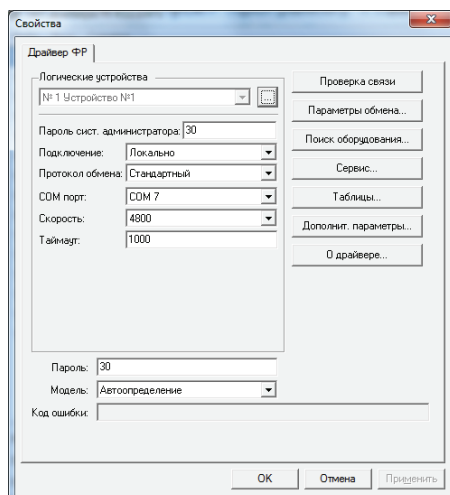 Свойства
Драйвер ФР
Логические устройства
№ 1 Устройство №1
...
Пароль сист. администратора: 30
Подключение: Локально
Протокол обмена: Стандартный
COM порт: COM 7
Скорость: 4800
Таймаут: 1000
Проверка связи
Параметры обмена...
Поиск оборудования...
Сервис...
Таблицы...
Дополнит. параметры...
О драйвере...
Пароль: 30
Модель: Автоопределение
Код ошибки:
OK
Отмена
Применить